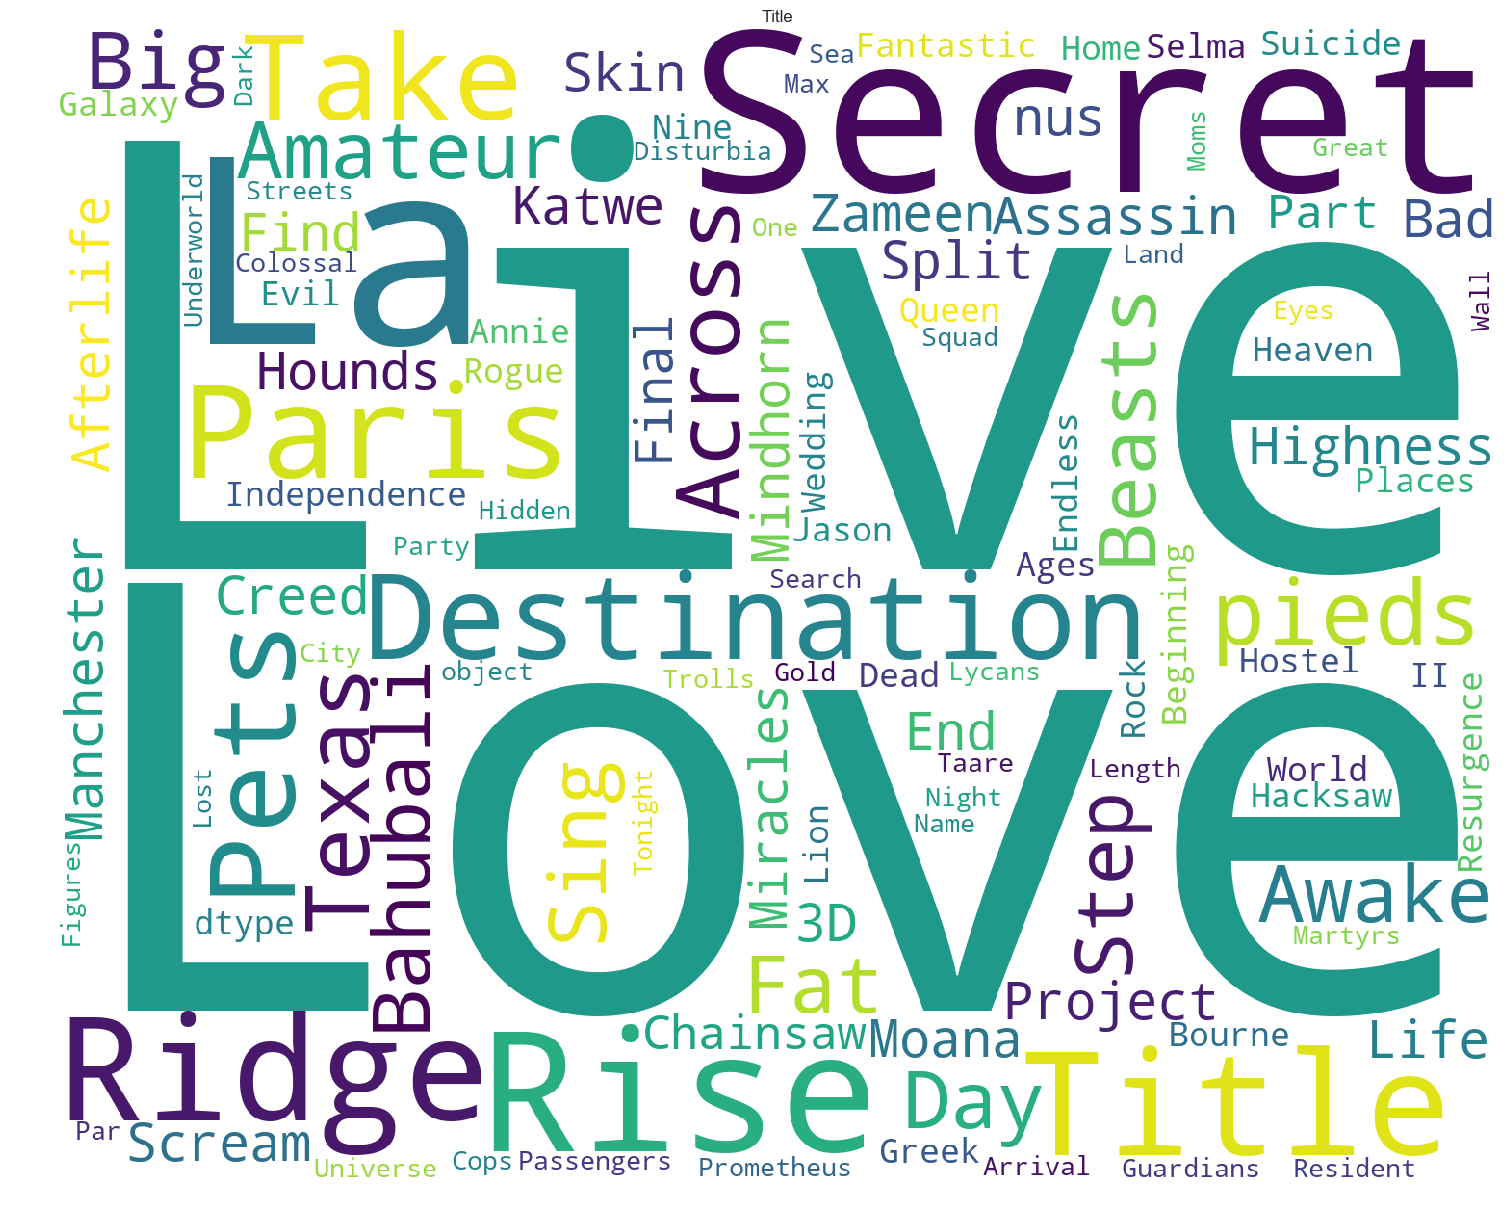 Title
Big
Dark
Take
Galaxy
Skin
Sea
Max
Fantastic
Home
Selma
Suicide
Secret
Amateur
Nine
Disturbia
nus
Moms
Great
Live
La
Underworld
Streets
Find
Colossal
Evil
Afterlife
Katwe
Across
One
Zameen
Assassin
Part
Bad
Split
Land
Queen
Squad
Eyes
Heaven
Wall
Annie
Rogue
Hounds
Paris
Final
Mindhorn
Wedding
Beasts
Endless
Highness
Places
Independence
Hidden
Party
Jason
Ages
Search
Manchester
Creed
Destination
Beginning
pieds
Love
Pets
City
Texas
Bahubali
object
Trolls
Gold
Dead
Lycans
Rock
Hostel
II
Resurgence
Lost
dtype
Figures
Sing
Tonight
Miracles
Lion
End
Taare
Night
Name
Length
World
Hacksaw
Step
3D
Awake
Martyrs
Fat
Project
Ridge
Rise
Chainsaw
Moana
Bourne
Life
Day
Title
Par
Scream
Universe
Cops
Passengers
Prometheus
Greek
Arrival
Guardians
Resident